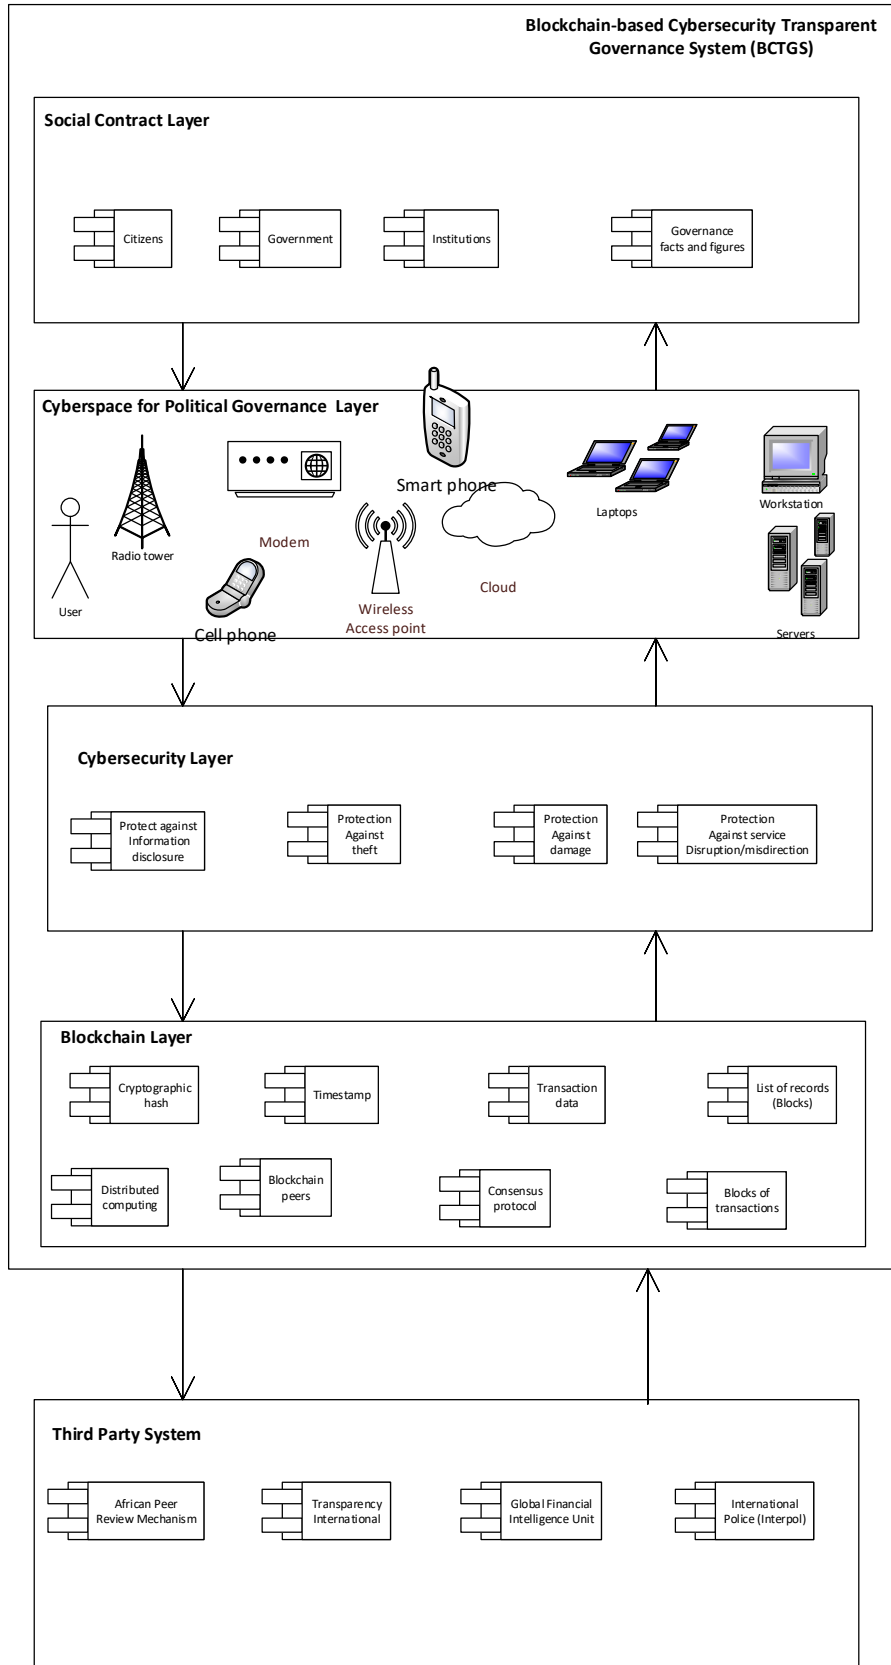 Blockchain-based Cybersecurity Transparent
Governance System (BCTGS)
Social Contract Layer
Citizens
Government
Institutions
Governance
facts and figures
Cyberspace for Political Governance Layer
Smart phone
Laptops
Workstation
Radio tower
Modem
Cloud
User
Cell phone
Wireless
Access point
Servers
Cybersecurity Layer
Protect against
Information
disclosure
Protection
Against
theft
Protection
Against
damage
Protection
Against service
Disruption/misdirection
Blockchain Layer
Cryptographic
hash
Timestamp
Transaction
data
List of records
(Blocks)
Distributed
computing
Blockchain
peers
Consensus
protocol
Blocks of
transactions
Third Party System
African Peer
Review Mechanism
Transparency
International
Global Financial
Intelligence Unit
International
Police (Interpol)